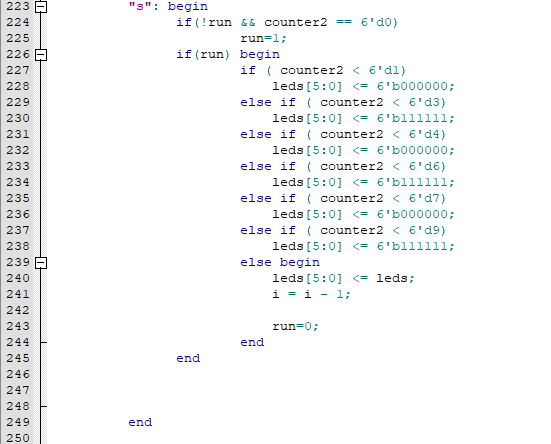 223 "s": begin
224 if(!run && counter2 == 6'd0)
225 run=1;
226 if(run) begin
227 if ( counter2 < 6'd1)
228 leds[5:0] <= 6'b000000;
229 else if ( counter2 < 6'd3)
230 leds[5:0] <= 6'b111111;
231 else if ( counter2 < 6'd4)
232 leds[5:0] <= 6'b000000;
233 else if ( counter2 < 6'd6)
234 leds[5:0] <= 6'b111111;
235 else if ( counter2 < 6'd7)
236 leds[5:0] <= 6'b000000;
237 else if ( counter2 < 6'd9)
238 leds[5:0] <= 6'b111111;
239 else begin
240 leds[5:0] <= leds;
241 i = i - 1;
242
243 run=0;
244 end
245 end
246
247
248
249 end
250